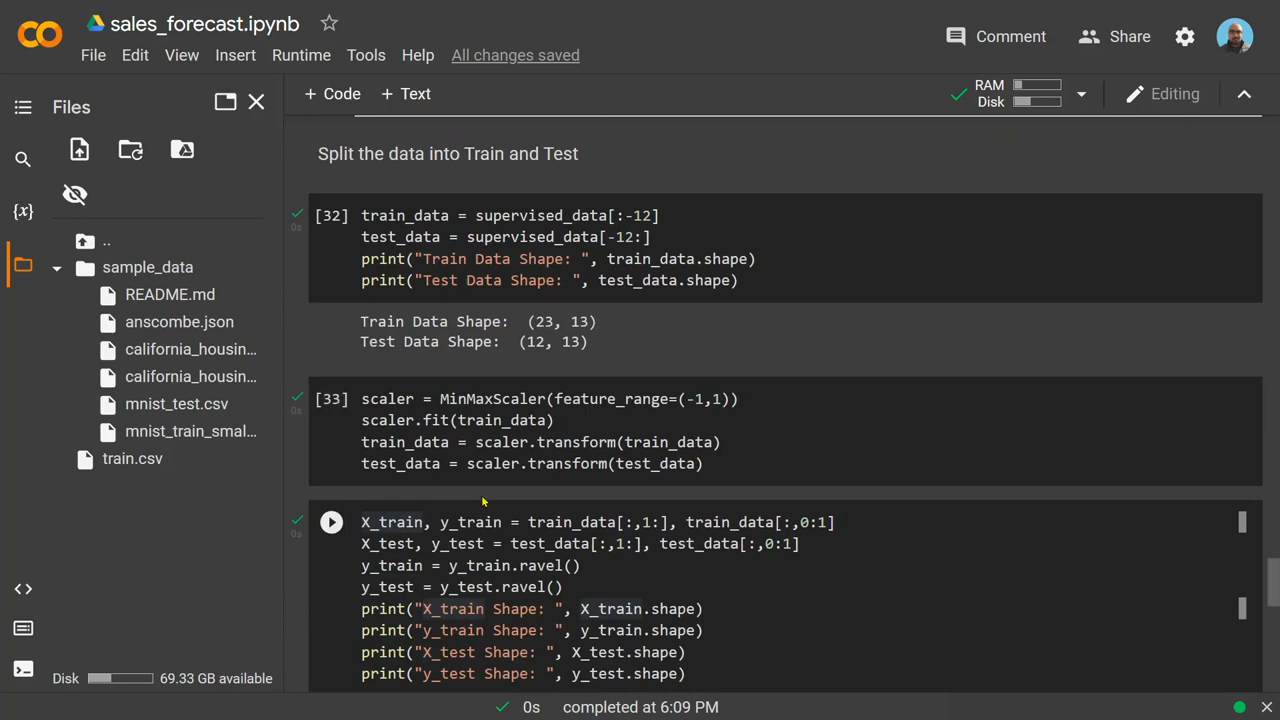 sales_forecast.ipynb
File Edit View Insert Runtime Tools Help All changes saved
Comment Share
Files
+ Code + Text
RAM
Disk
Editing
{x}
..
sample_data
README.md
anscombe.json
california_housin...
california_housin...
mnist_test.csv
mnist_train_smal...
train.csv
Disk 69.33 GB available
Split the data into Train and Test
[32] train_data = supervised_data[:-12]
0s
test_data = supervised_data[-12:]
print("Train Data Shape: ", train_data.shape)
print("Test Data Shape: ", test_data.shape)
Train Data Shape:  (23, 13)
Test Data Shape:  (12, 13)
[33] scaler = MinMaxScaler(feature_range=(-1,1))
0s
scaler.fit(train_data)
train_data = scaler.transform(train_data)
test_data = scaler.transform(test_data)
X_train, y_train = train_data[:,1:], train_data[:,0:1]
0s
X_test, y_test = test_data[:,1:], test_data[:,0:1]
y_train = y_train.ravel()
y_test = y_test.ravel()
print("X_train Shape: ", X_train.shape)
print("y_train Shape: ", y_train.shape)
print("X_test Shape: ", X_test.shape)
print("y_test Shape: ", y_test.shape)
0s completed at 6:09 PM